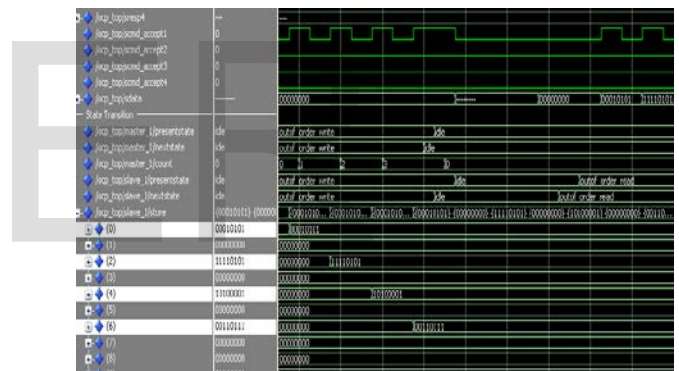 /ocp_top/sresp4
/ocp_top/scmd_accept1 0
/ocp_top/scmd_accept2 0
/ocp_top/scmd_accept3 0
/ocp_top/scmd_accept4 0
/ocp_top/sdata -------- 00000000 -------- 00000000 00010101 11110101
State Transition
/ocp_top/master_1/presentstate idle outof order write idle
/ocp_top/master_1/nextstate idle outof order write idle
/ocp_top/master_1/count 0 0 1 2 3 0
/ocp_top/slave_1/presentstate idle outof order write idle outof order read
/ocp_top/slave_1/nextstate idle outof order write idle outof order read
/ocp_top/slave_1/store
(0) 00010101
(1) 00000000 00000000
(2) 11110101 00000000 11110101
(3) 00000000 00000000
(4) 10100001 00000000 10100001
(5) 00000000 00000000
(6) 00110111 00000000 00110111
(7) 00000000 00000000
(8) 00000000 00000000